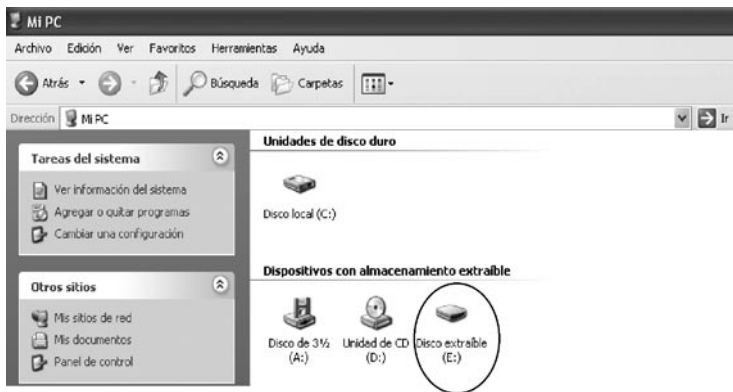 Mi PC
Archivo Edición Ver Favoritos Herramientas Ayuda
Atrás Búsqueda Carpetas
Dirección Mi PC Ir
Tareas del sistema
Ver información del sistema
Agregar o quitar programas
Cambiar una configuración
Otros sitios
Mis sitios de red
Mis documentos
Panel de control
Unidades de disco duro
Disco local (C:)
Dispositivos con almacenamiento extraíble
Disco de 3½ (A:)
Unidad de CD (D:)
Disco extraíble (E:)